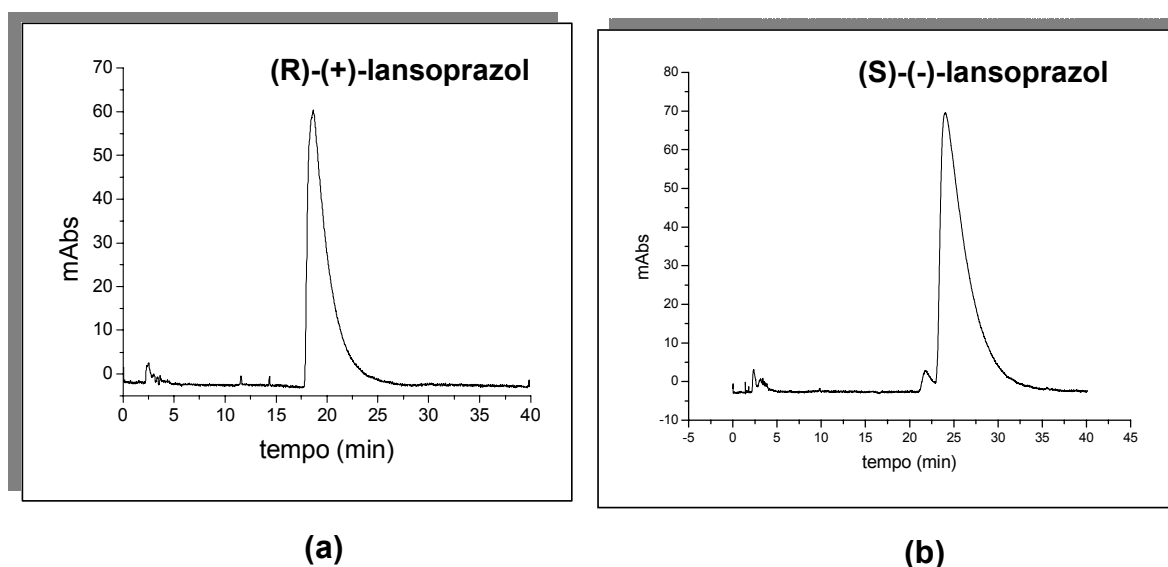 (R)-(+)-lansoprazol
70
60
50
40
30
20
10
0
mAbs
0 5 10 15 20 25 30 35 40
tempo (min)
(a)
(S)-(-)-lansoprazol
80
70
60
50
40
30
20
10
0
-10
mAbs
-5 0 5 10 15 20 25 30 35 40 45
tempo (min)
(b)